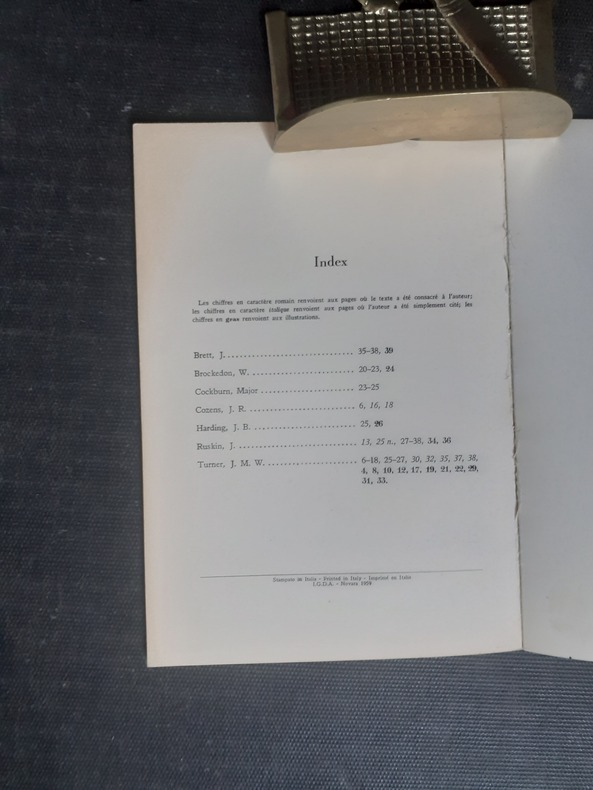 Index
Les chiffres en caractère romain renvoient aux pages où le texte a été consacré à l'auteur;
les chiffres en caractère italique renvoient aux pages où l'auteur a été simplement cité; les
chiffres en gras renvoient aux illustrations.
Brett, J. .............................. 35-38, 39
Brockedon, W. ........................ 20-23, 24
Cockburn, Major ...................... 23-25
Cozens, J. R. ........................ 6, 16, 18
Harding, J. B. ....................... 25, 26
Ruskin, J. ........................... 13, 25 n., 27-38, 34, 36
Turner, J. M. W. ..................... 6-18, 25-27, 30, 32, 35, 37, 38,
4, 8, 10, 12, 17, 19, 21, 22, 29,
31, 33.
Stampato in Italia - Printed in Italy - Imprimé en Italie
I.G.D.A. - Novara 1959